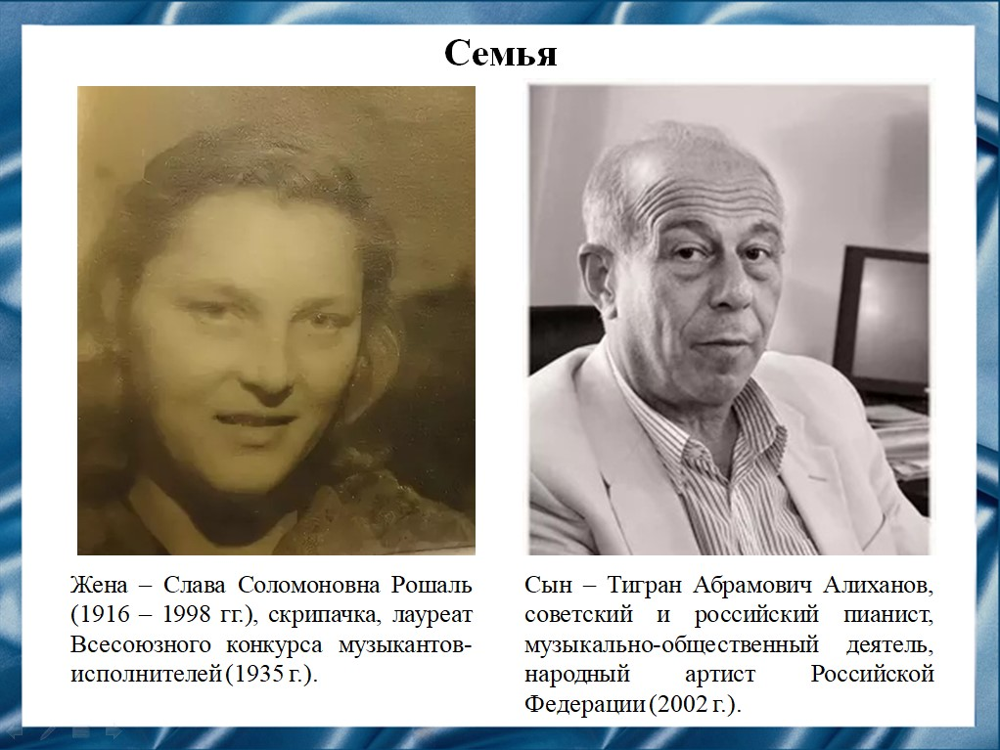 Семья
Жена – Слава Соломоновна Рошаль
(1916 – 1998 гг.), скрипачка, лауреат
Всесоюзного конкурса музыкантов-
исполнителей (1935 г.).
Сын – Тигран Абрамович Алиханов,
советский и российский пианист,
музыкально-общественный деятель,
народный артист Российской
Федерации (2002 г.).